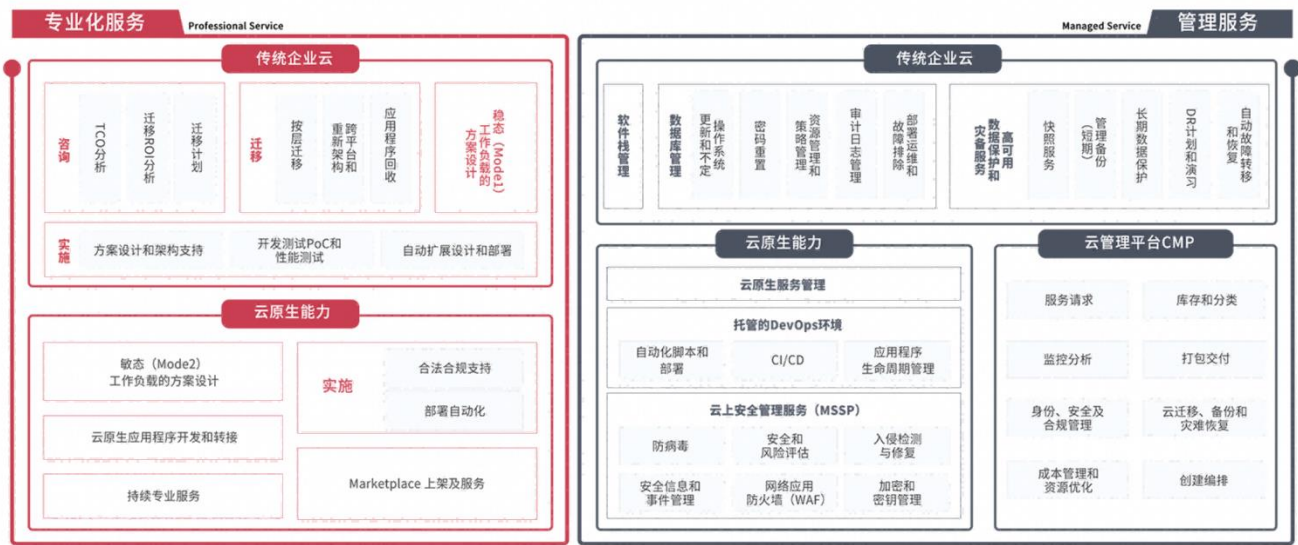 专业化服务
Professional Service
传统企业云
咨询
TCO分析
迁移ROI分析
迁移计划
迁移
按层迁移
跨平台和
重新架构
应用程序回收
稳态（Mode1）
工作负载的
方案设计
实施
方案设计和架构支持
开发测试PoC和
性能测试
自动扩展设计和部署
云原生能力
敏态（Mode2）
工作负载的方案设计
云原生应用程序开发和转接
持续专业服务
实施
合法合规支持
部署自动化
Marketplace 上架及服务
Managed Service
管理服务
传统企业云
软件栈管理
数据库管理
操作系统
更新和不定
密码重置
资源管理和
策略管理
审计日志管理
部署运维和
故障排除
高可用
数据保护和
灾备服务
快照服务
管理备份
（短期）
长期数据保护
DR计划和演习
自动故障转移
和恢复
云原生能力
云原生服务管理
托管的DevOps环境
自动化脚本和
部署
CI/CD
应用程序
生命周期管理
云上安全管理服务（MSSP）
防病毒
安全和
风险评估
入侵检测
与修复
安全信息和
事件管理
网络应用
防火墙（WAF）
加密和
密钥管理
云管理平台CMP
服务请求
库存和分类
监控分析
打包交付
身份、安全及
合规管理
云迁移、备份和
灾难恢复
成本管理和
资源优化
创建编排